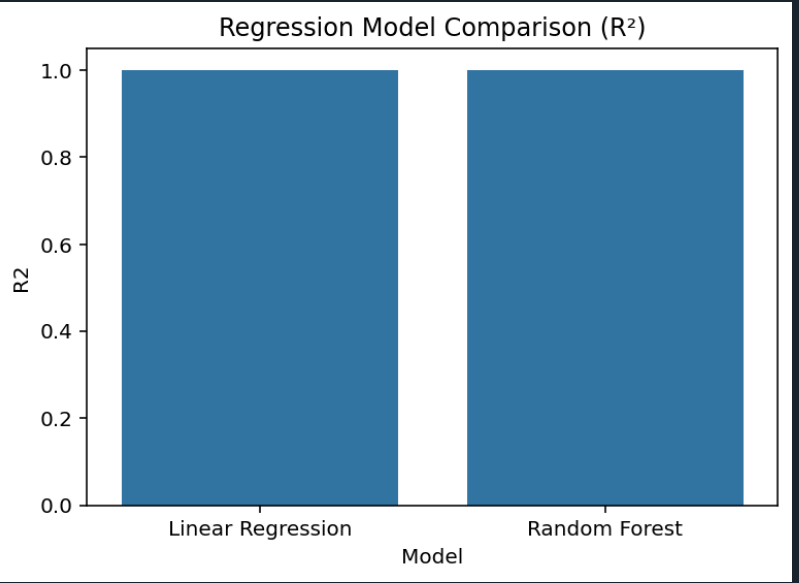 Regression Model Comparison (R²)
1.0
0.8
0.6
0.4
0.2
0.0
R2
Linear Regression
Random Forest
Model